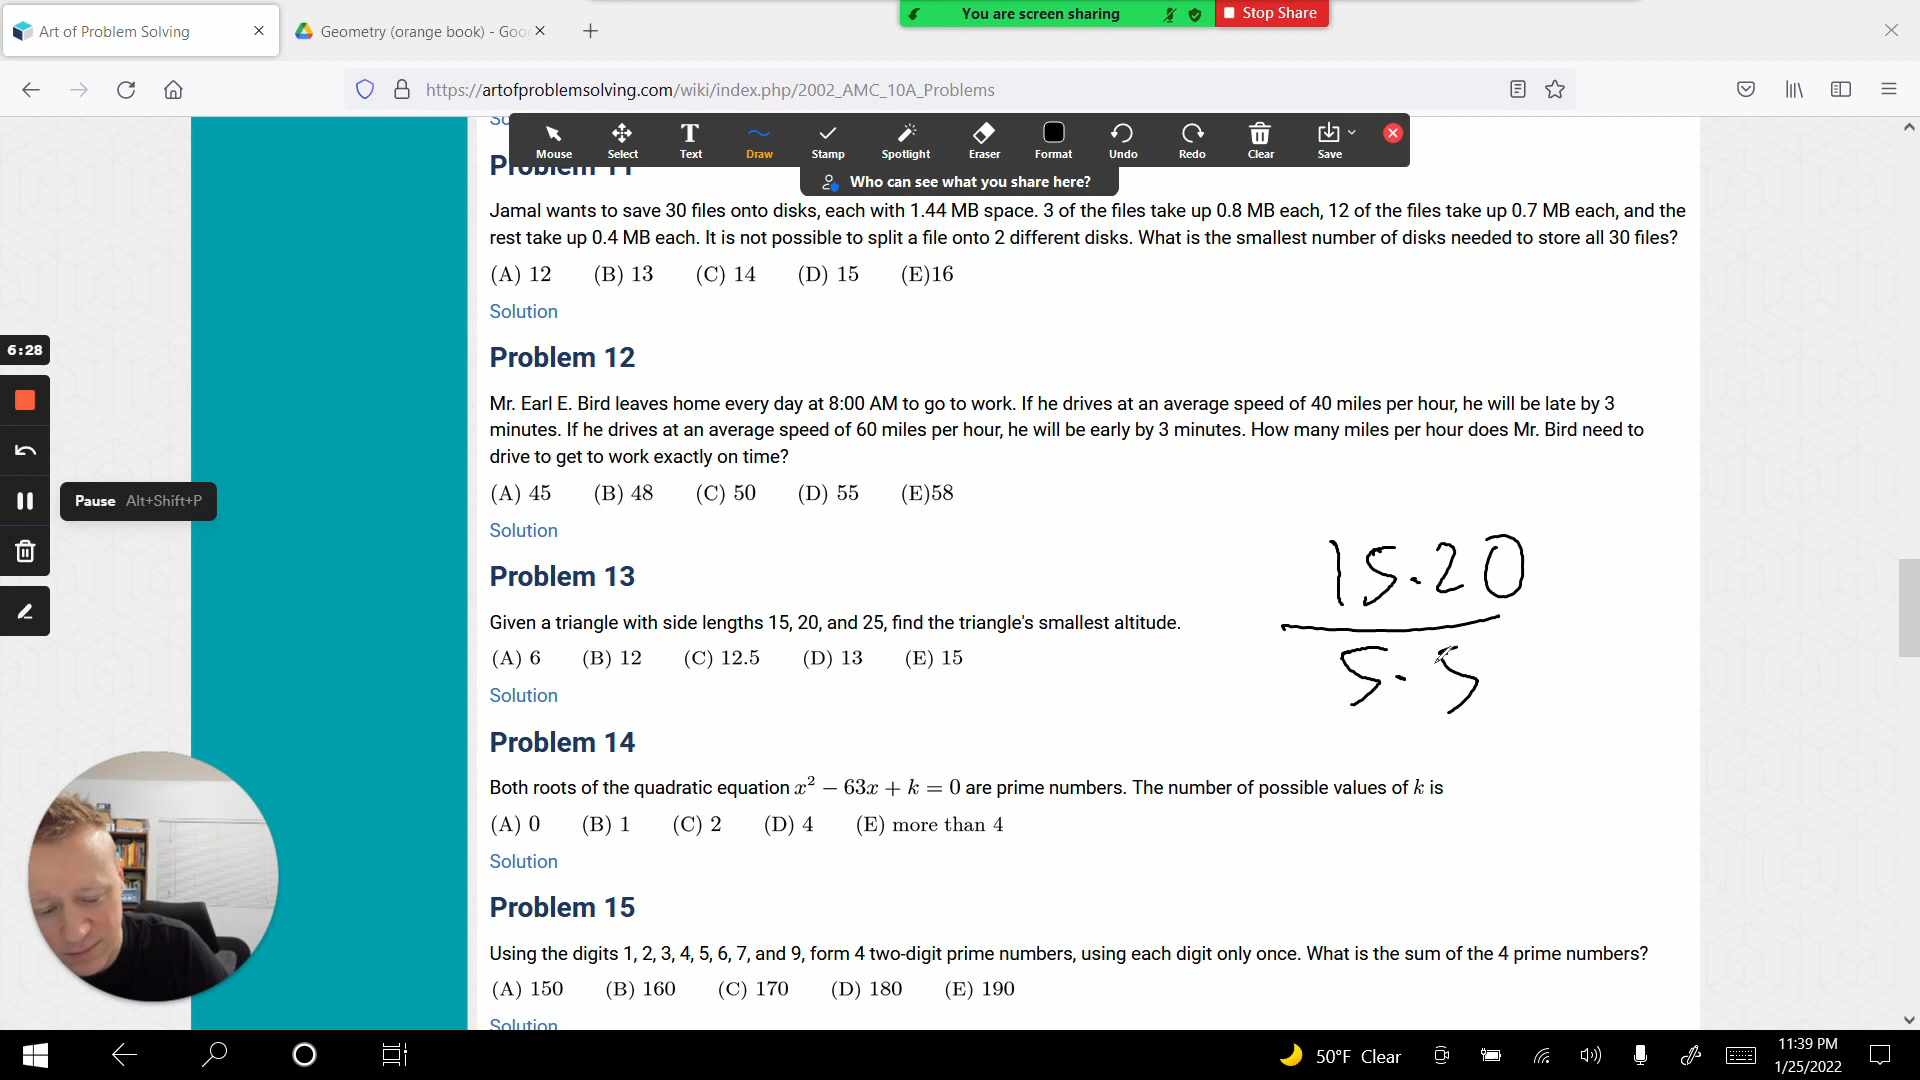 Art of Problem Solving
Geometry (orange book) - Goo
You are screen sharing
Stop Share
https://artofproblemsolving.com/wiki/index.php/2002_AMC_10A_Problems
Mouse Select Text Draw Stamp Spotlight Eraser Format Undo Redo Clear Save
Who can see what you share here?
Problem 11
Jamal wants to save 30 files onto disks, each with 1.44 MB space. 3 of the files take up 0.8 MB each, 12 of the files take up 0.7 MB each, and the
rest take up 0.4 MB each. It is not possible to split a file onto 2 different disks. What is the smallest number of disks needed to store all 30 files?
(A) 12 (B) 13 (C) 14 (D) 15 (E)16
Solution
6:28
Problem 12
Mr. Earl E. Bird leaves home every day at 8:00 AM to go to work. If he drives at an average speed of 40 miles per hour, he will be late by 3
minutes. If he drives at an average speed of 60 miles per hour, he will be early by 3 minutes. How many miles per hour does Mr. Bird need to
drive to get to work exactly on time?
(A) 45 (B) 48 (C) 50 (D) 55 (E)58
Pause Alt+Shift+P
Solution
Problem 13
15·20
Given a triangle with side lengths 15, 20, and 25, find the triangle's smallest altitude.
(A) 6 (B) 12 (C) 12.5 (D) 13 (E) 15
5·5
Solution
Problem 14
Both roots of the quadratic equation x² − 63x + k = 0 are prime numbers. The number of possible values of k is
(A) 0 (B) 1 (C) 2 (D) 4 (E) more than 4
Solution
Problem 15
Using the digits 1, 2, 3, 4, 5, 6, 7, and 9, form 4 two-digit prime numbers, using each digit only once. What is the sum of the 4 prime numbers?
(A) 150 (B) 160 (C) 170 (D) 180 (E) 190
Solution
50°F Clear
11:39 PM
1/25/2022